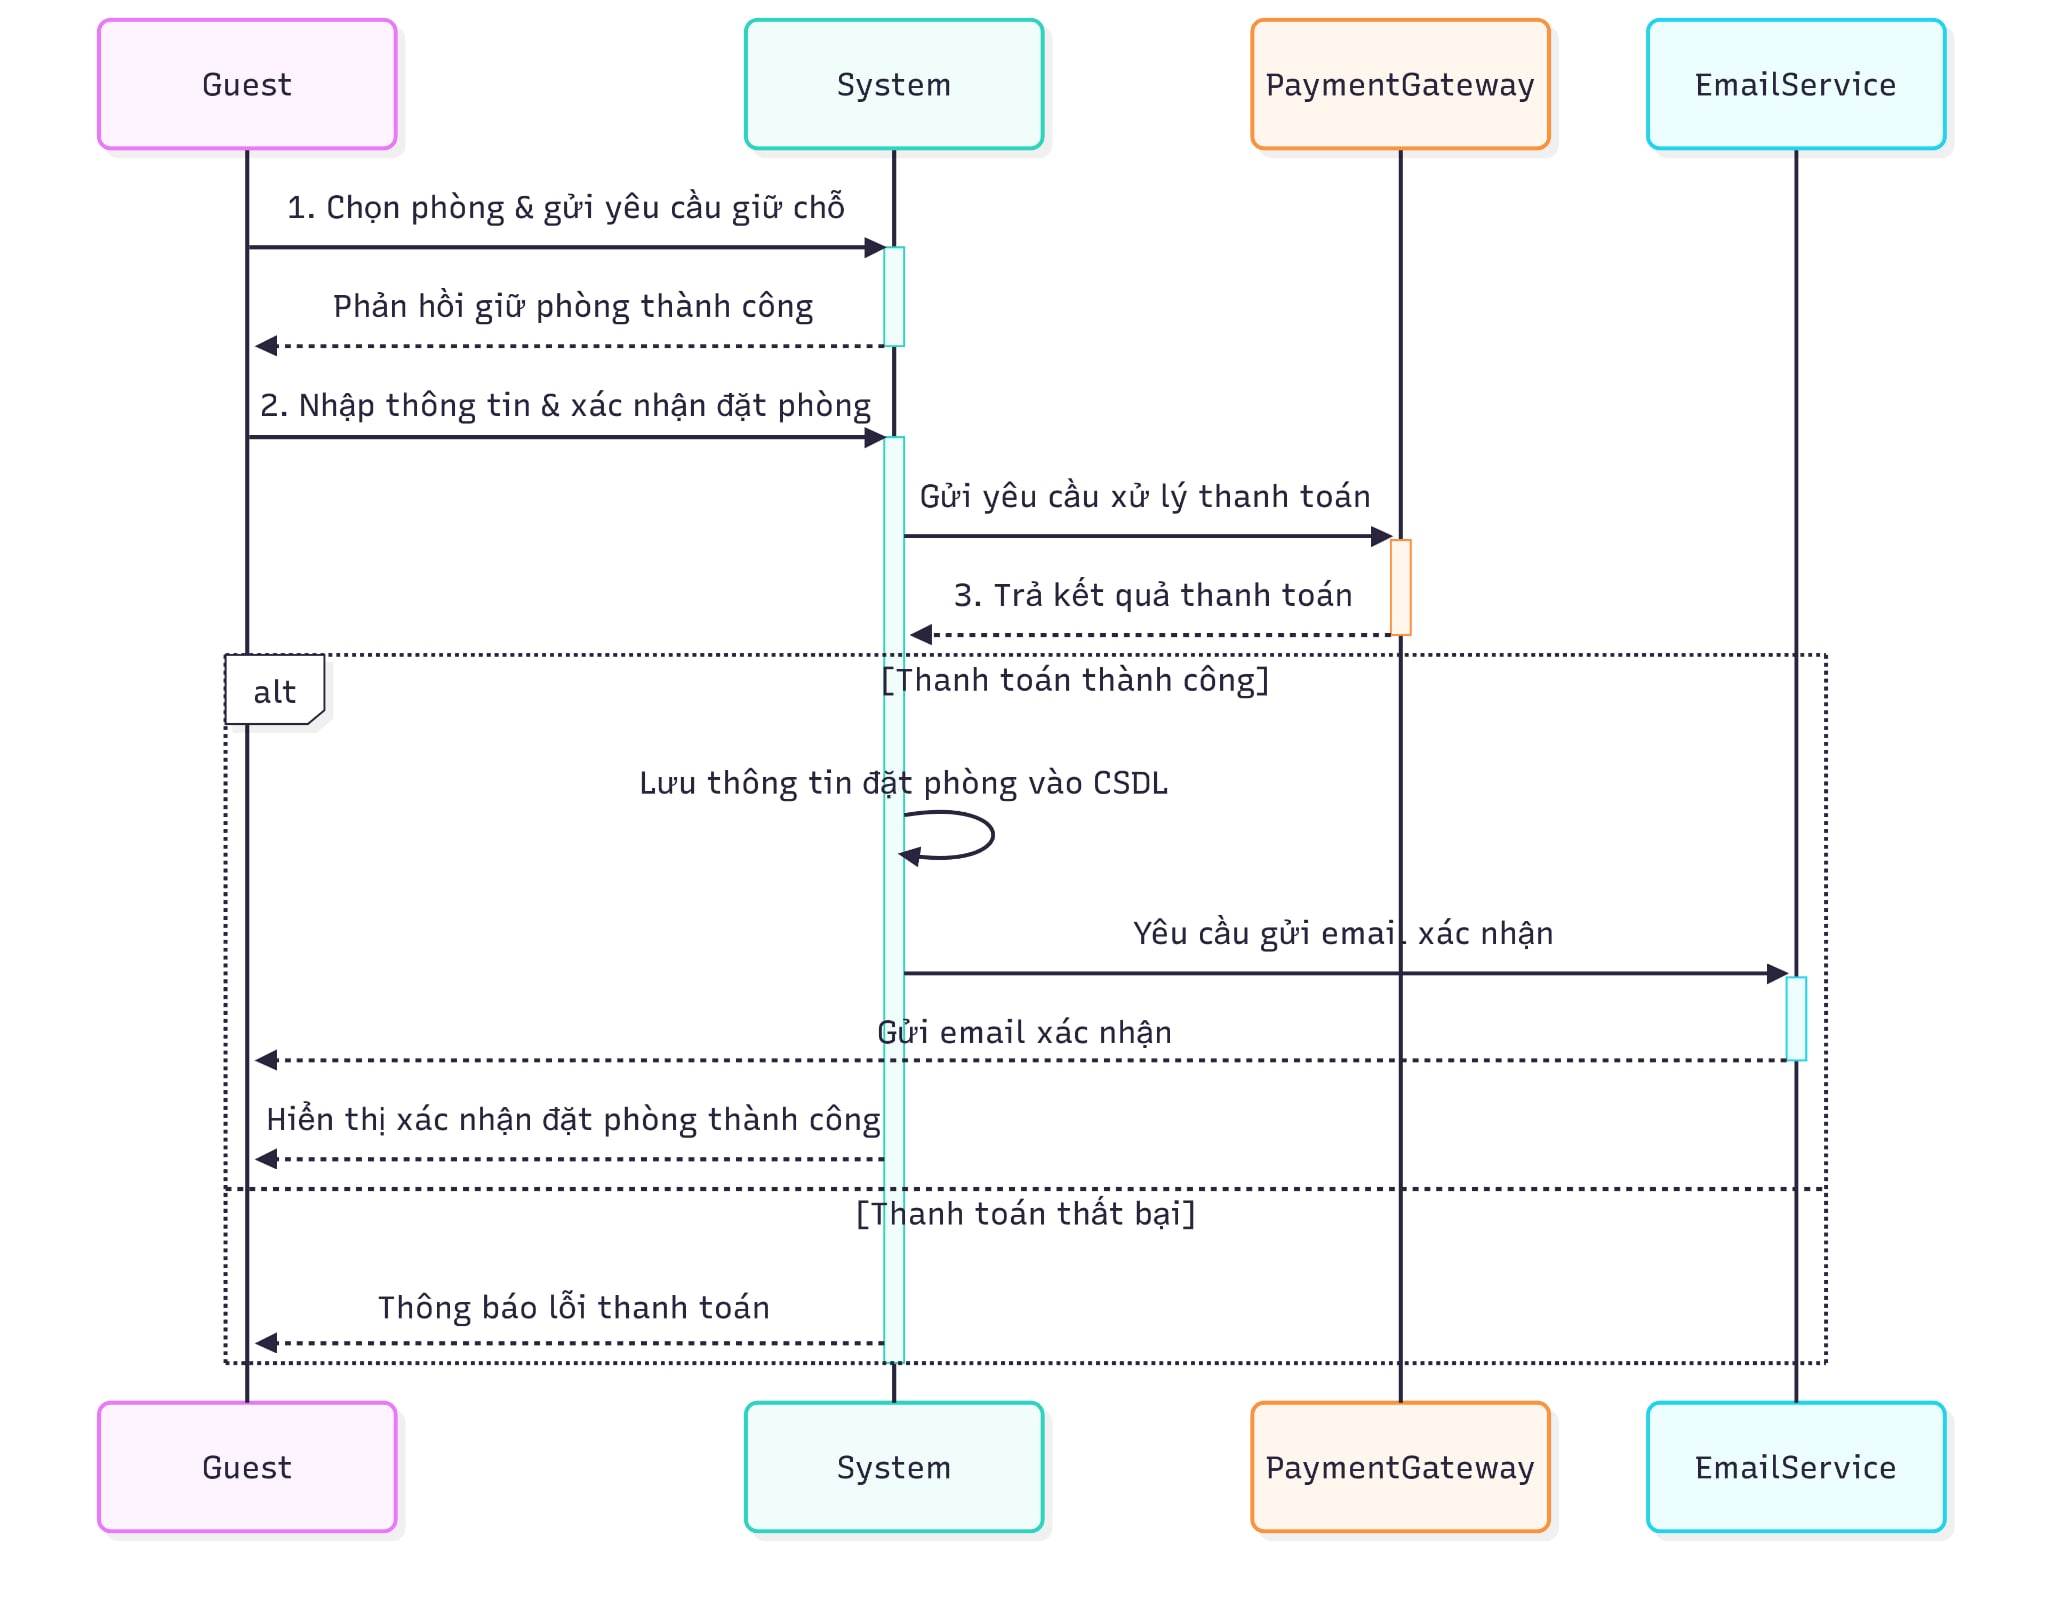 Guest
System
PaymentGateway
EmailService
1. Chọn phòng & gửi yêu cầu giữ chỗ
Phản hồi giữ phòng thành công
2. Nhập thông tin & xác nhận đặt phòng
Gửi yêu cầu xử lý thanh toán
3. Trả kết quả thanh toán
alt
[Thanh toán thành công]
Lưu thông tin đặt phòng vào CSDL
Yêu cầu gửi email xác nhận
Gửi email xác nhận
Hiển thị xác nhận đặt phòng thành công
[Thanh toán thất bại]
Thông báo lỗi thanh toán
Guest
System
PaymentGateway
EmailService